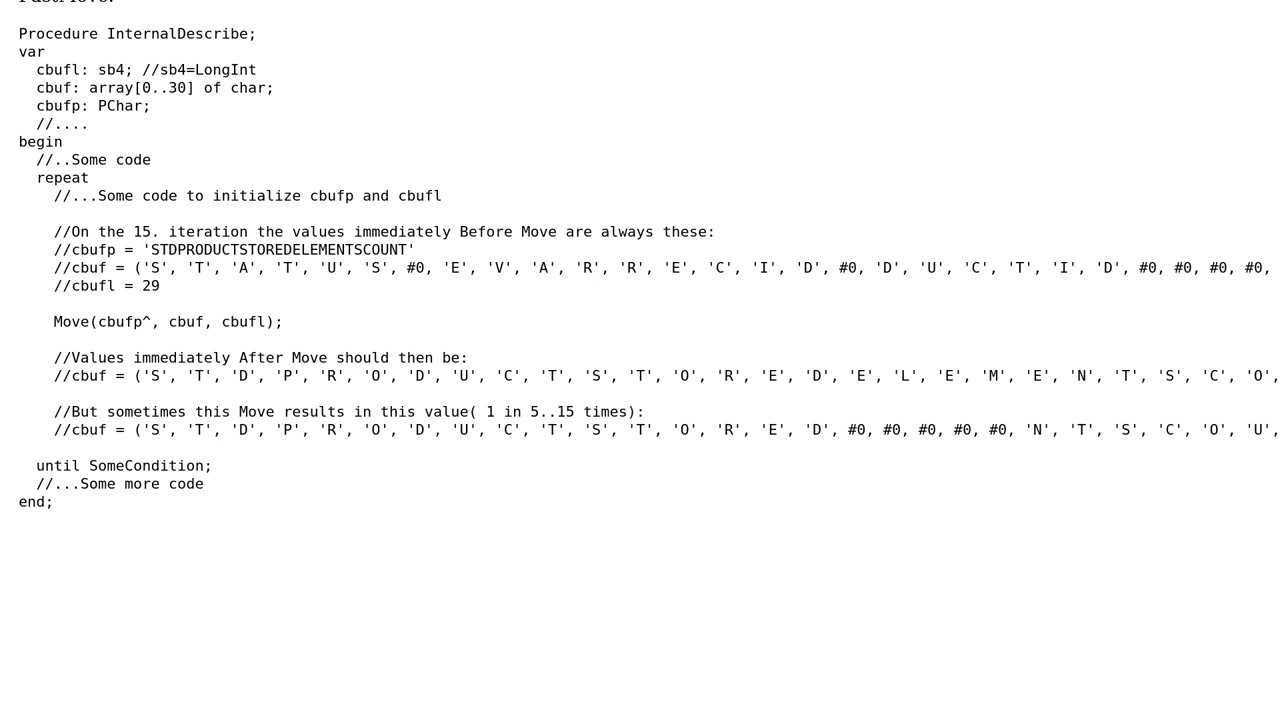 Procedure InternalDescribe;
var
  cbufl: sb4; //sb4=LongInt
  cbuf: array[0..30] of char;
  cbufp: PChar;
  //....
begin
  //..Some code
  repeat
    //...Some code to initialize cbufp and cbufl

    //On the 15. iteration the values immediately Before Move are always these:
    //cbufp = 'STDPRODUCTSTOREDELEMENTSCOUNT'
    //cbuf = ('S', 'T', 'A', 'T', 'U', 'S', #0, 'E', 'V', 'A', 'R', 'R', 'E', 'C', 'I', 'D', #0, 'D', 'U', 'C', 'T', 'I', 'D', #0, #0, #0, #0,
    //cbufl = 29

    Move(cbufp^, cbuf, cbufl);

    //Values immediately After Move should then be:
    //cbuf = ('S', 'T', 'D', 'P', 'R', 'O', 'D', 'U', 'C', 'T', 'S', 'T', 'O', 'R', 'E', 'D', 'E', 'L', 'E', 'M', 'E', 'N', 'T', 'S', 'C', 'O',

    //But sometimes this Move results in this value( 1 in 5..15 times):
    //cbuf = ('S', 'T', 'D', 'P', 'R', 'O', 'D', 'U', 'C', 'T', 'S', 'T', 'O', 'R', 'E', 'D', #0, #0, #0, #0, #0, 'N', 'T', 'S', 'C', 'O', 'U',

  until SomeCondition;
  //...Some more code
end;